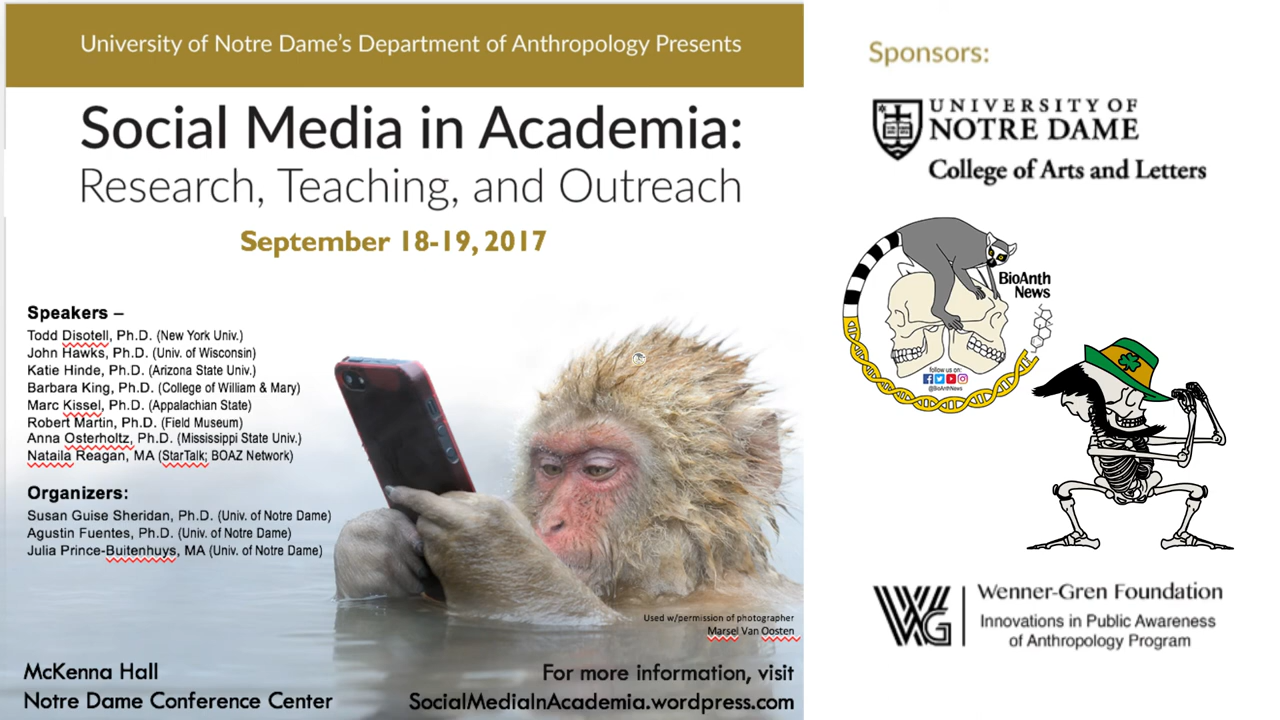 University of Notre Dame's Department of Anthropology Presents
Social Media in Academia:
Research, Teaching, and Outreach
September 18-19, 2017
Speakers –
Todd Disotell, Ph.D. (New York Univ.)
John Hawks, Ph.D. (Univ. of Wisconsin)
Katie Hinde, Ph.D. (Arizona State Univ.)
Barbara King, Ph.D. (College of William & Mary)
Marc Kissel, Ph.D. (Appalachian State)
Robert Martin, Ph.D. (Field Museum)
Anna Osterholtz, Ph.D. (Mississippi State Univ.)
Nataila Reagan, MA (StarTalk; BOAZ Network)
Organizers:
Susan Guise Sheridan, Ph.D. (Univ. of Notre Dame)
Agustin Fuentes, Ph.D. (Univ. of Notre Dame)
Julia Prince-Buitenhuys, MA (Univ. of Notre Dame)
Used w/permission of photographer
Marsel Van Oosten
McKenna Hall
Notre Dame Conference Center
For more information, visit
SocialMediaInAcademia.wordpress.com
Sponsors:
UNIVERSITY OF
NOTRE DAME
College of Arts and Letters
BioAnth
News
follow us on:
@BioAnthNews
WG
Wenner-Gren Foundation
Innovations in Public Awareness
of Anthropology Program